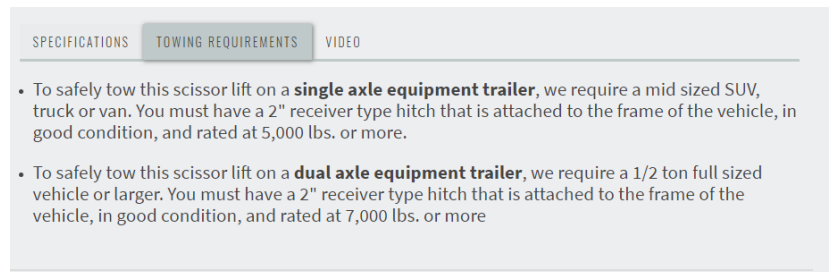 SPECIFICATIONS TOWING REQUIREMENTS VIDEO
• To safely tow this scissor lift on a single axle equipment trailer, we require a mid sized SUV,
truck or van. You must have a 2" receiver type hitch that is attached to the frame of the vehicle, in
good condition, and rated at 5,000 lbs. or more.
• To safely tow this scissor lift on a dual axle equipment trailer, we require a 1/2 ton full sized
vehicle or larger. You must have a 2" receiver type hitch that is attached to the frame of the
vehicle, in good condition, and rated at 7,000 lbs. or more